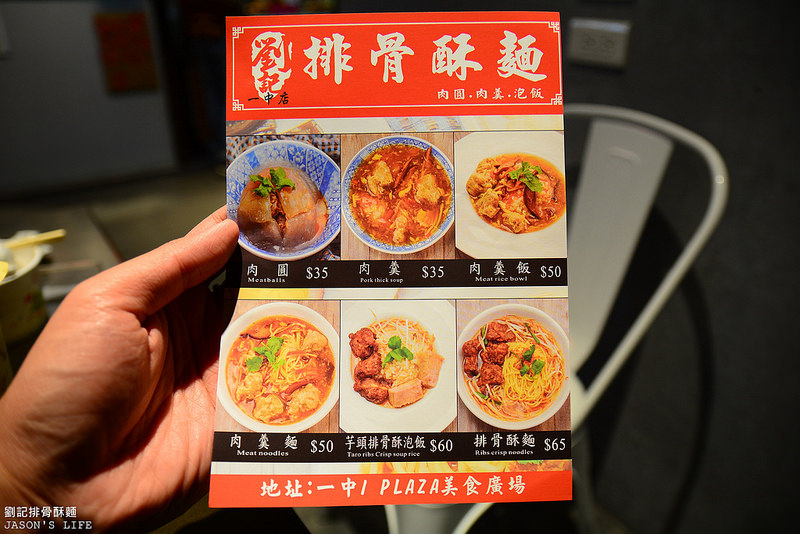 劉記
一中店
排骨酥麵
肉圓.肉羹.泡飯
肉圓 $35
Meatballs
肉羹 $35
Pork thick soup
肉羹飯 $50
Meat rice bowl
肉羹麵 $50
Meat noodles
芋頭排骨酥泡飯 $60
Taro ribs Crisp soup rice
排骨酥麵 $65
Ribs crisp noodles
地址:一中1 PLAZA美食廣場
劉記排骨酥麵
JASON'S LIFE